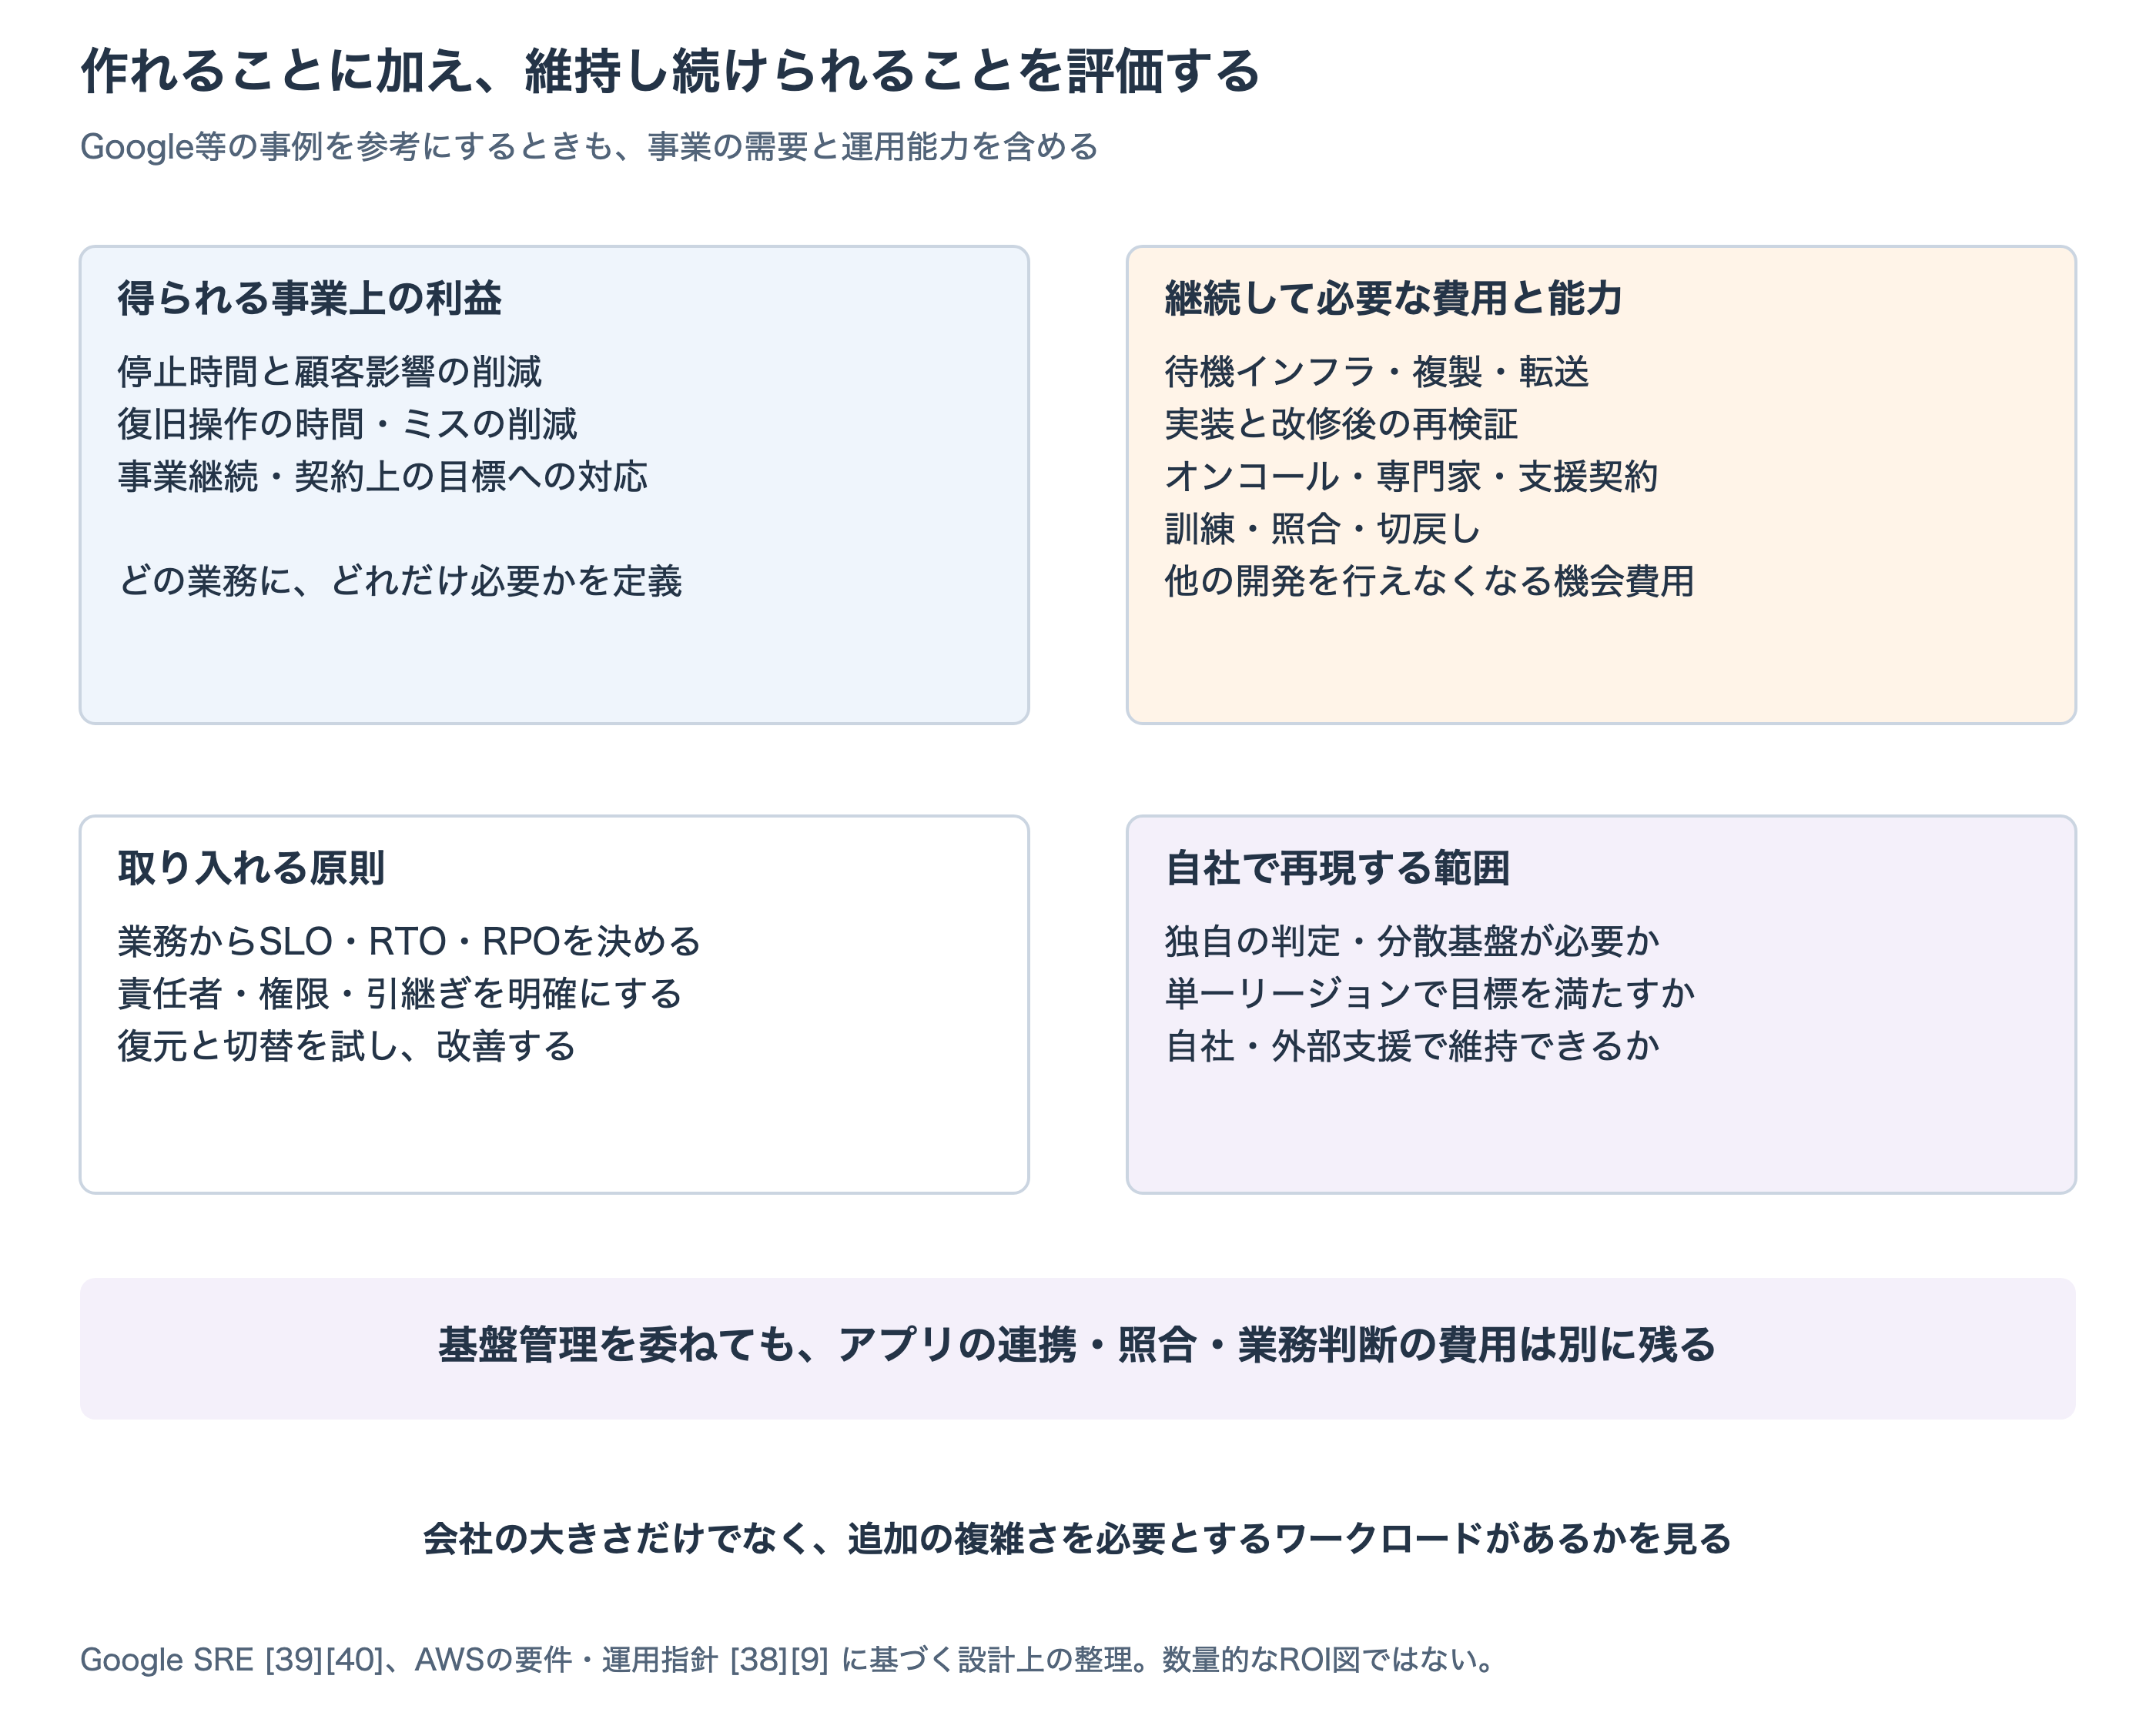 作れることに加え、維持し続けられることを評価する
Google等の事例を参考にするときも、事業の需要と運用能力を含める
得られる事業上の利益
停止時間と顧客影響の削減
復旧操作の時間・ミスの削減
事業継続・契約上の目標への対応
どの業務に、どれだけ必要かを定義
継続して必要な費用と能力
待機インフラ・複製・転送
実装と改修後の再検証
オンコール・専門家・支援契約
訓練・照合・切戻し
他の開発を行えなくなる機会費用
取り入れる原則
業務からSLO・RTO・RPOを決める
責任者・権限・引継ぎを明確にする
復元と切替を試し、改善する
自社で再現する範囲
独自の判定・分散基盤が必要か
単一リージョンで目標を満たすか
自社・外部支援で維持できるか
基盤管理を委ねても、アプリの連携・照合・業務判断の費用は別に残る
会社の大きさだけでなく、追加の複雑さを必要とするワークロードがあるかを見る
Google SRE [39][40]、AWSの要件・運用指針 [38][9] に基づく設計上の整理。数量的なROI図ではない。